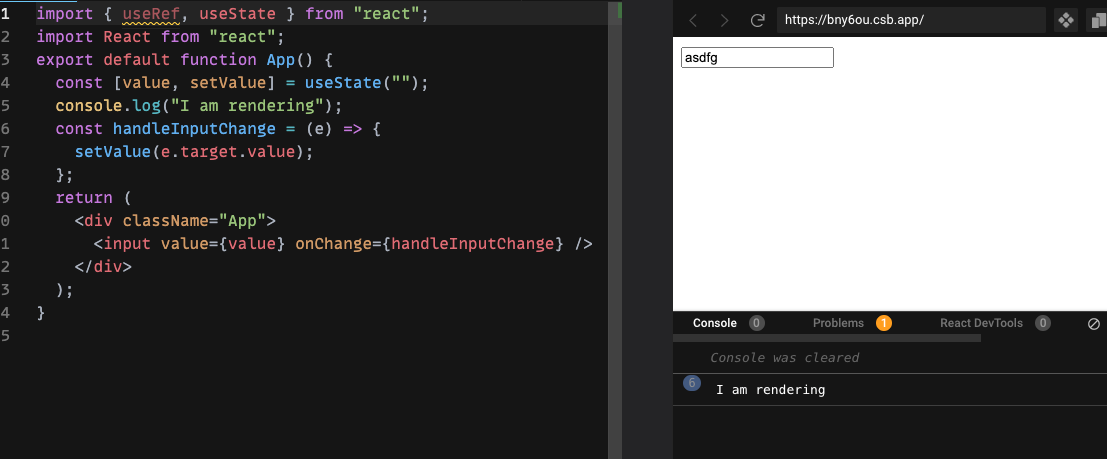 1 import { useRef, useState } from "react";
2 import React from "react";
3 export default function App() {
4 const [value, setValue] = useState("");
5 console.log("I am rendering");
6 const handleInputChange = (e) => {
7 setValue(e.target.value);
8 };
9 return (
0 <div className="App">
1 <input value={value} onChange={handleInputChange} />
2 </div>
3 );
4 }
5
https://bny6ou.csb.app/
asdfg
Console 0 Problems 1 React DevTools 0
Console was cleared
6 I am rendering